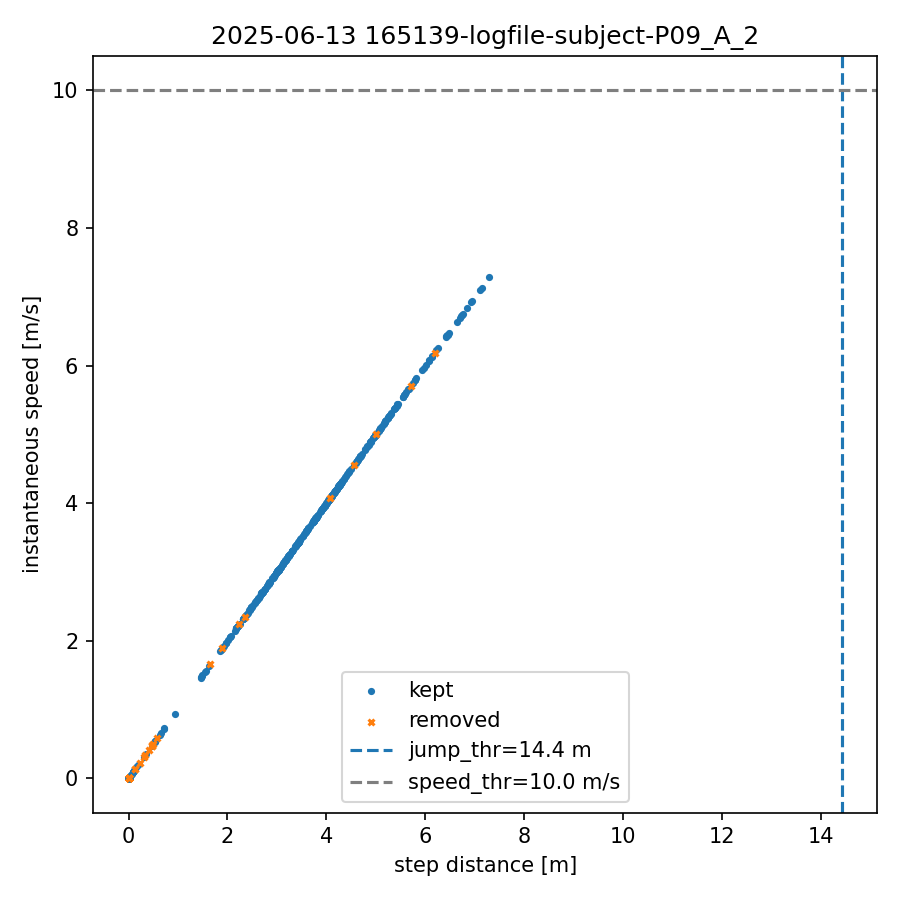 2025-06-13 165139-logfile-subject-P09_A_2
instantaneous speed [m/s]
10
8
6
4
2
0
kept
removed
jump_thr=14.4 m
speed_thr=10.0 m/s
0 2 4 6 8 10 12 14
step distance [m]